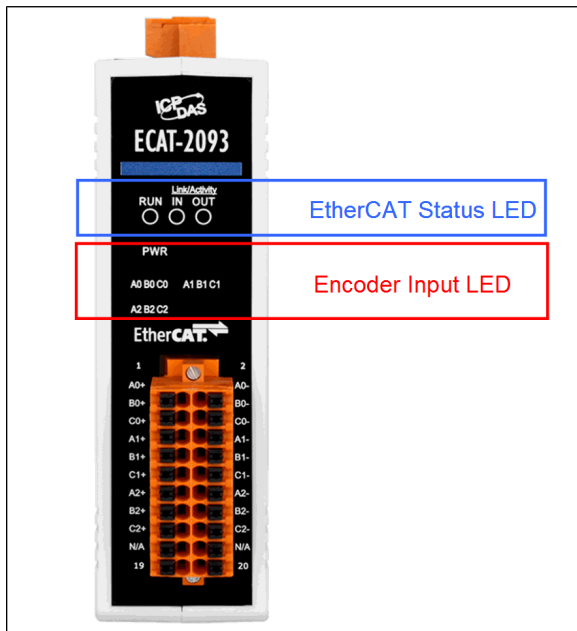 ICP
DAS
ECAT-2093
Link/Activity
RUN IN OUT
EtherCAT Status LED
PWR
A0 B0 C0 A1 B1 C1
Encoder Input LED
A2 B2 C2
EtherCAT.
1 2
A0+ A0-
B0+ B0-
C0+ C0-
A1+ A1-
B1+ B1-
C1+ C1-
A2+ A2-
B2+ B2-
C2+ C2-
N/A N/A
19 20